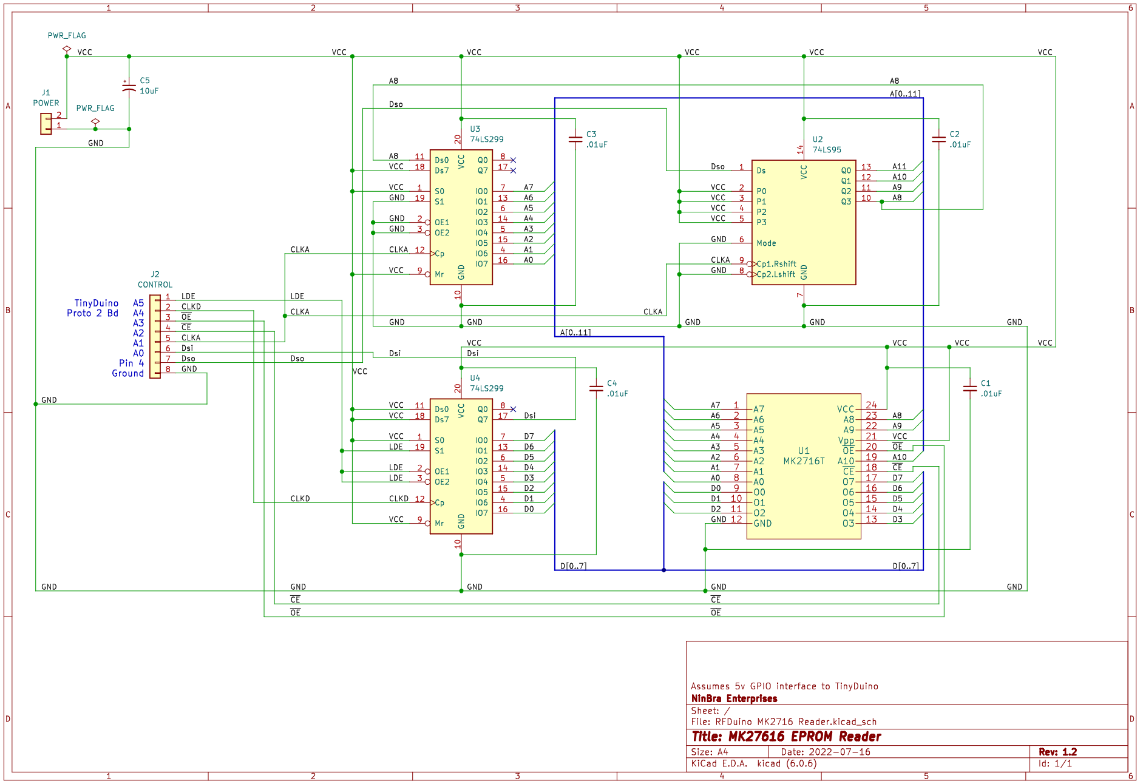 1 2 3 4 5 6
A
B
C
D
PWR_FLAG
VCC VCC VCC VCC VCC
J1
POWER
2
1
PWR_FLAG
GND
C5
10uF
A8 A8
A[0..11]
Dso
U3
74LS299
C3
.01uF
20
VCC
A8 11 Ds0 Q0 8
VCC 18 Ds7 Q7 17
VCC 1 S0 IO0 7 A7
GND 19 S1 IO1 13 A6
IO2 6 A5
GND 2 OE1 IO3 14 A4
GND 3 OE2 IO4 5 A3
IO5 15 A2
CLKA CLKA 12 Cp IO6 4 A1
IO7 16 A0
VCC 9 Mr
GND
10
U2
74LS95
C2
.01uF
14
VCC
Dso 1 Ds Q0 13 A11
Q1 12 A10
VCC 2 P0 Q2 11 A9
VCC 3 P1 Q3 10 A8
VCC 4 P2
VCC 5 P3
GND 6 Mode
CLKA 9 Cp1.Rshift
GND 8 Cp2.Lshift
GND
7
J2
CONTROL
TinyDuino
Proto 2 Bd
A5 1 LDE LDE
A4 2 CLKD
A3 3 OE
A2 4 CE
A1 5 CLKA
A0 6 Dsi
Pin 4 7 Dso Dso
Ground 8 GND
CLKA CLKA
GND GND GND GND GND
A[0..11]
VCC VCC VCC
Dsi Dsi
VCC
GND
U4
74LS299
C4
.01uF
20
VCC
VCC 11 Ds0 Q0 8
VCC 18 Ds7 Q7 17 Dsi
VCC 1 S0 IO0 7 D7
LDE 19 S1 IO1 13 D6
IO2 6 D5
LDE 2 OE1 IO3 14 D4
LDE 3 OE2 IO4 5 D3
IO5 15 D2
CLKD CLKD 12 Cp IO6 4 D1
IO7 16 D0
VCC 9 Mr
GND
10
C1
.01uF
U1
MK2716T
A7 1 A7 VCC 24
A6 2 A6 A8 23 A8
A5 3 A5 A9 22 A9
A4 4 A4 Vpp 21 VCC
A3 5 A3 OE 20 OE
A2 6 A2 A10 19 A10
A1 7 A1 CE 18 CE
A0 8 A0 O7 17 D7
D0 9 O0 O6 16 D6
D1 10 O1 O5 15 D5
D2 11 O2 O4 14 D4
GND 12 GND O3 13 D3
D[0..7] D[0..7]
GND GND GND GND GND
CE CE
OE OE
Assumes 5v GPIO interface to TinyDuino
NinBra Enterprises
Sheet: /
File: RFDuino MK2716 Reader.kicad_sch
Title: MK27616 EPROM Reader
Size: A4 Date: 2022-07-16 Rev: 1.2
KiCad E.D.A. kicad (6.0.6) Id: 1/1
A
B
C
D
1 2 3 4 5 6